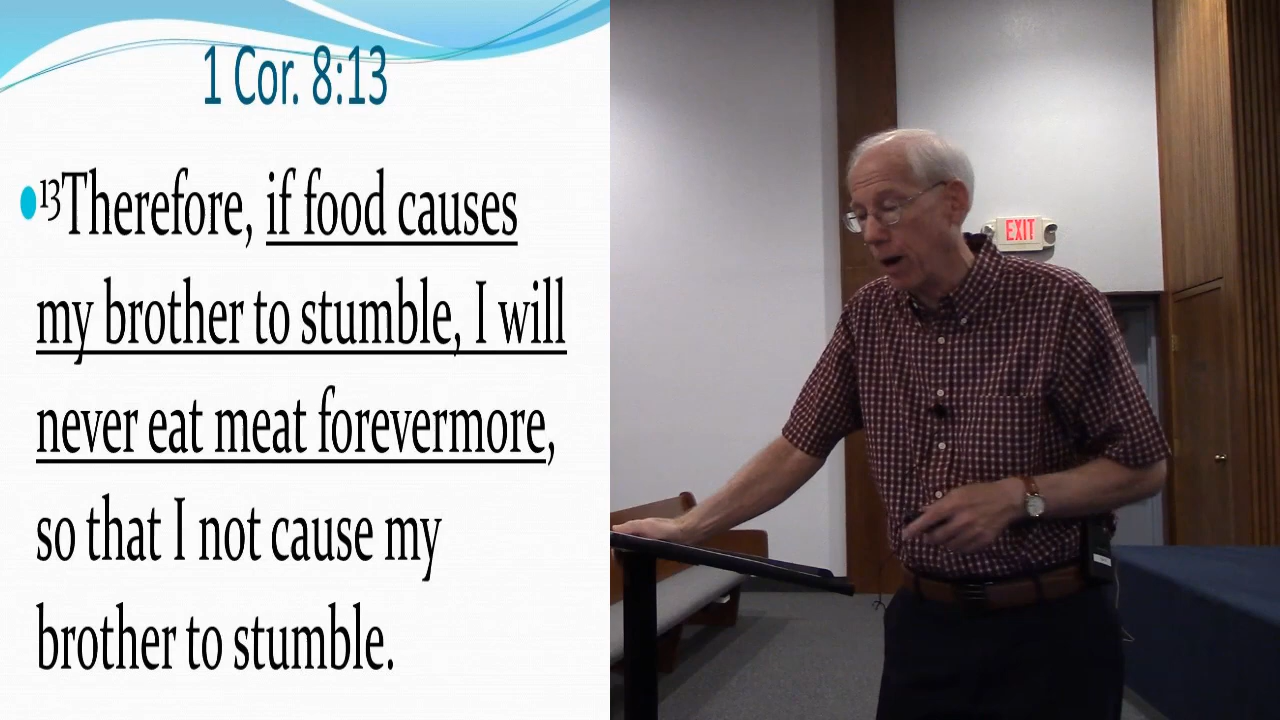 1 Cor. 8:13
•¹³Therefore, if food causes
my brother to stumble, I will
never eat meat forevermore,
so that I not cause my
brother to stumble.
EXIT